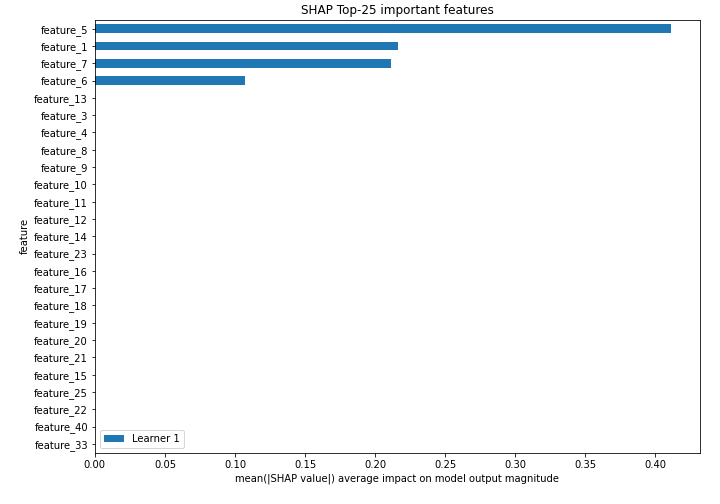 SHAP Top-25 important features
feature_5
feature_1
feature_7
feature_6
feature_13
feature_3
feature_4
feature_8
feature_9
feature_10
feature_11
feature_12
feature_14
feature_23
feature_16
feature_17
feature_18
feature_19
feature_20
feature_21
feature_15
feature_25
feature_22
feature_40
feature_33
feature
Learner 1
0.00 0.05 0.10 0.15 0.20 0.25 0.30 0.35 0.40
mean(|SHAP value|) average impact on model output magnitude